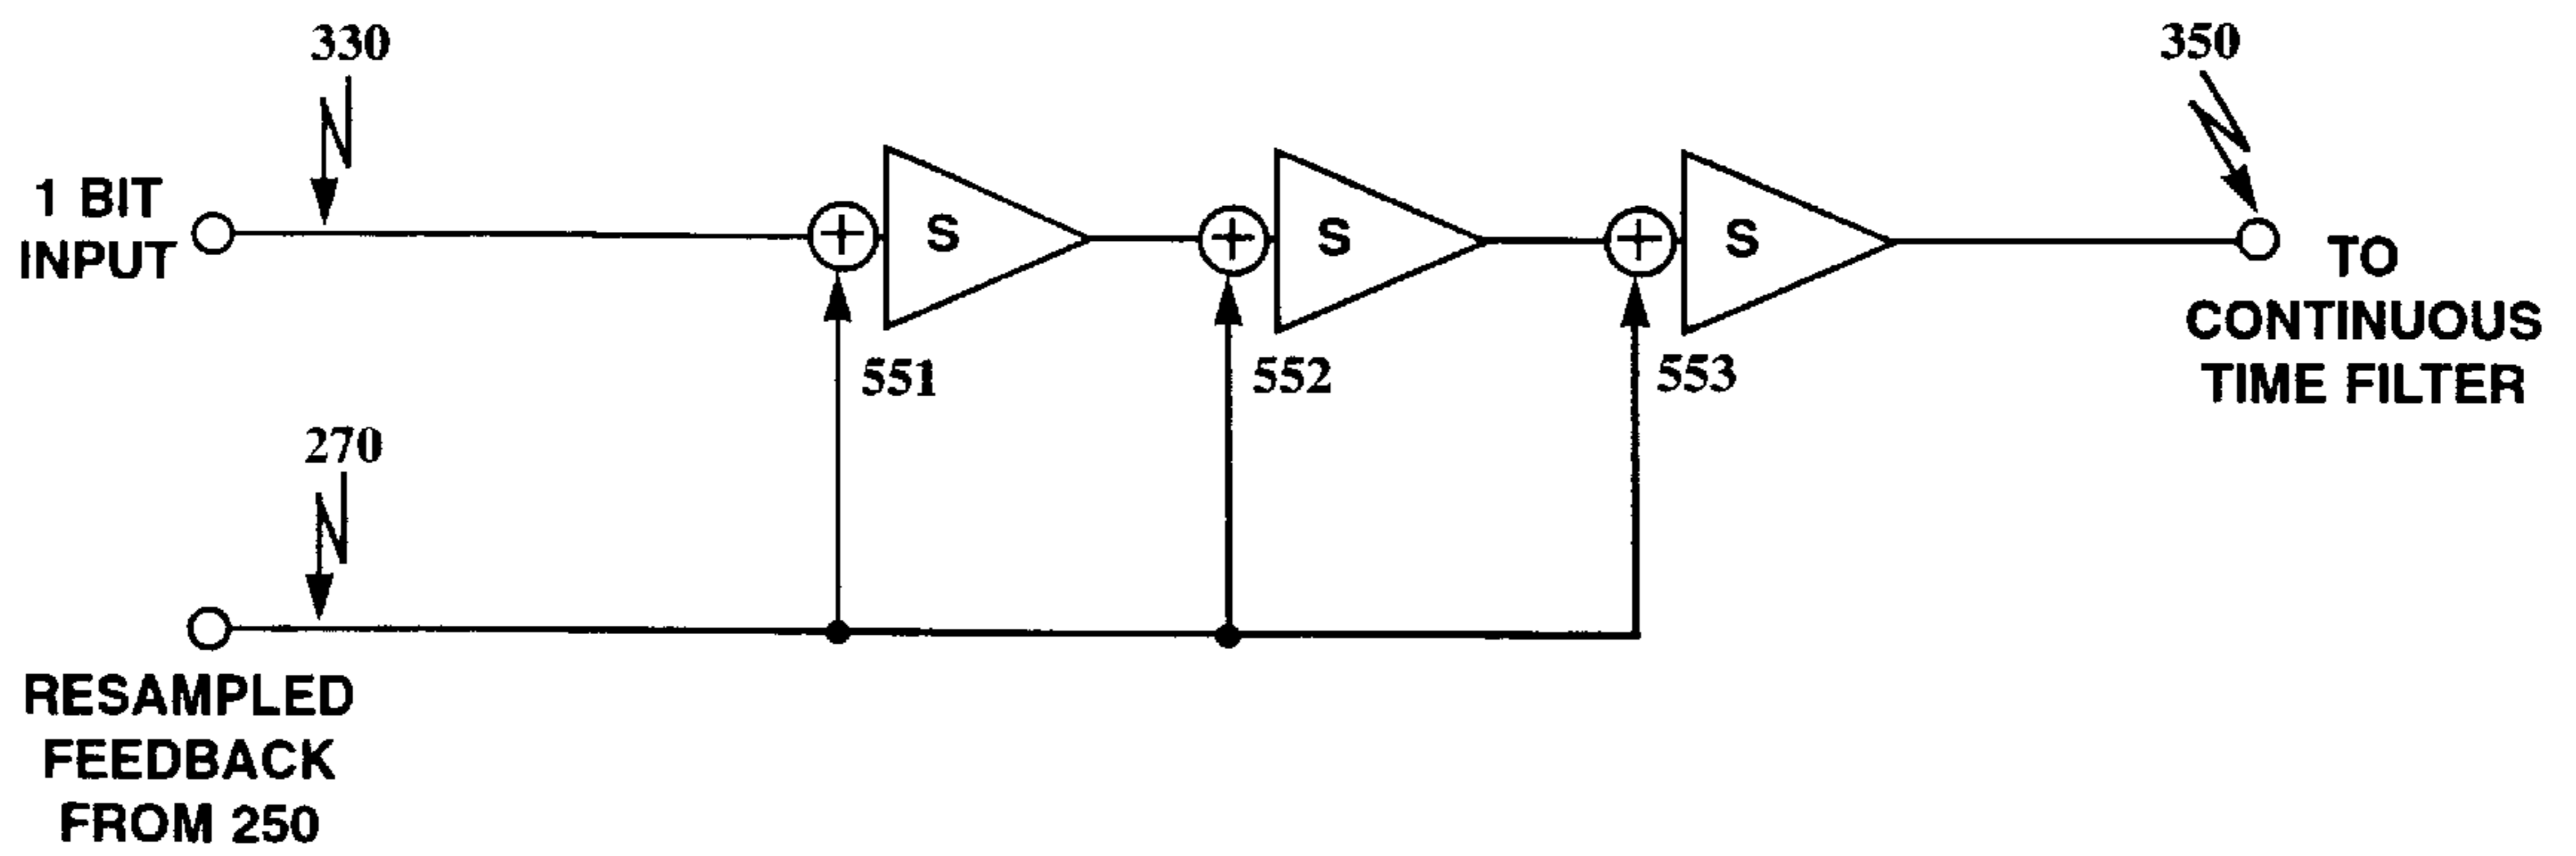 330
350
1 BIT
INPUT
+
S
+
S
+
S
TO
CONTINUOUS
TIME FILTER
551
552
553
270
RESAMPLED
FEEDBACK
FROM 250